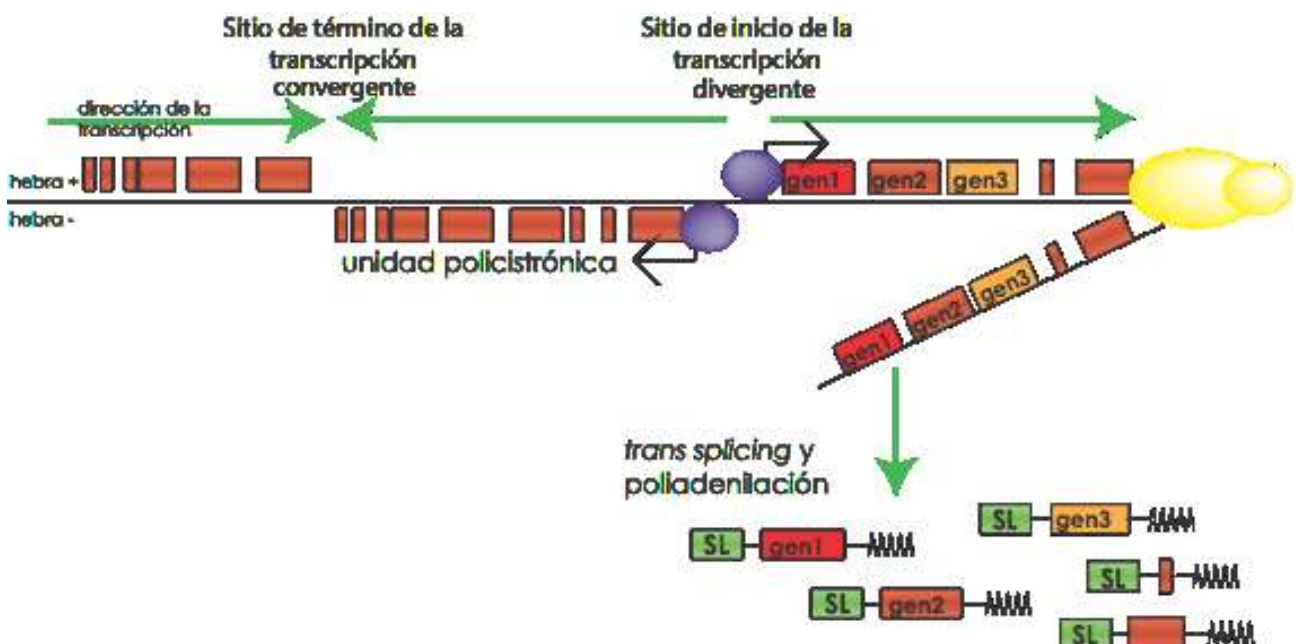 Sitio de término de la
transcripción
convergente
Sitio de inicio de la
transcripción
divergente
dirección de la
transcripción
hebra +
hebra -
gen1
gen2
gen3
unidad policistrónica
gen1
gen2
gen3
trans splicing y
poliadenilación
SL
gen1
SL
gen3
SL
gen2
SL
SL